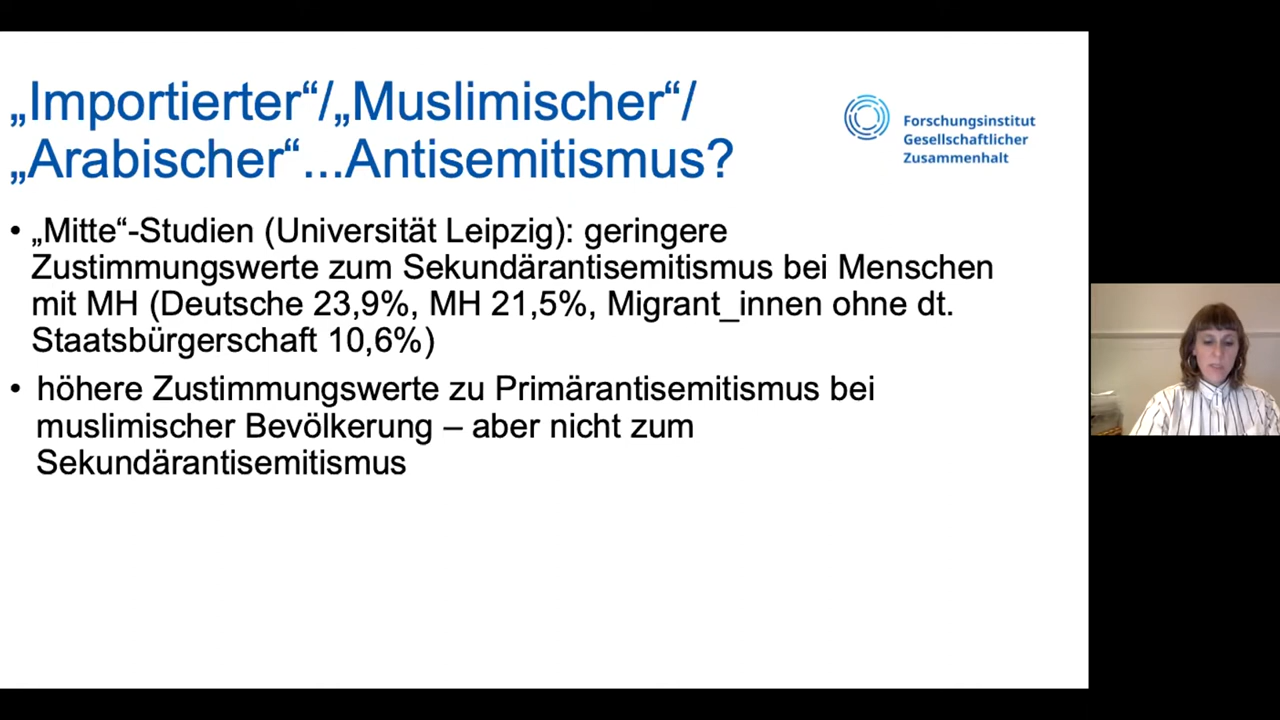 „Importierter“/„Muslimischer“/
„Arabischer“...Antisemitismus?
Forschungsinstitut
Gesellschaftlicher
Zusammenhalt
• „Mitte“-Studien (Universität Leipzig): geringere
Zustimmungswerte zum Sekundärantisemitismus bei Menschen
mit MH (Deutsche 23,9%, MH 21,5%, Migrant_innen ohne dt.
Staatsbürgerschaft 10,6%)
• höhere Zustimmungswerte zu Primärantisemitismus bei
muslimischer Bevölkerung – aber nicht zum
Sekundärantisemitismus